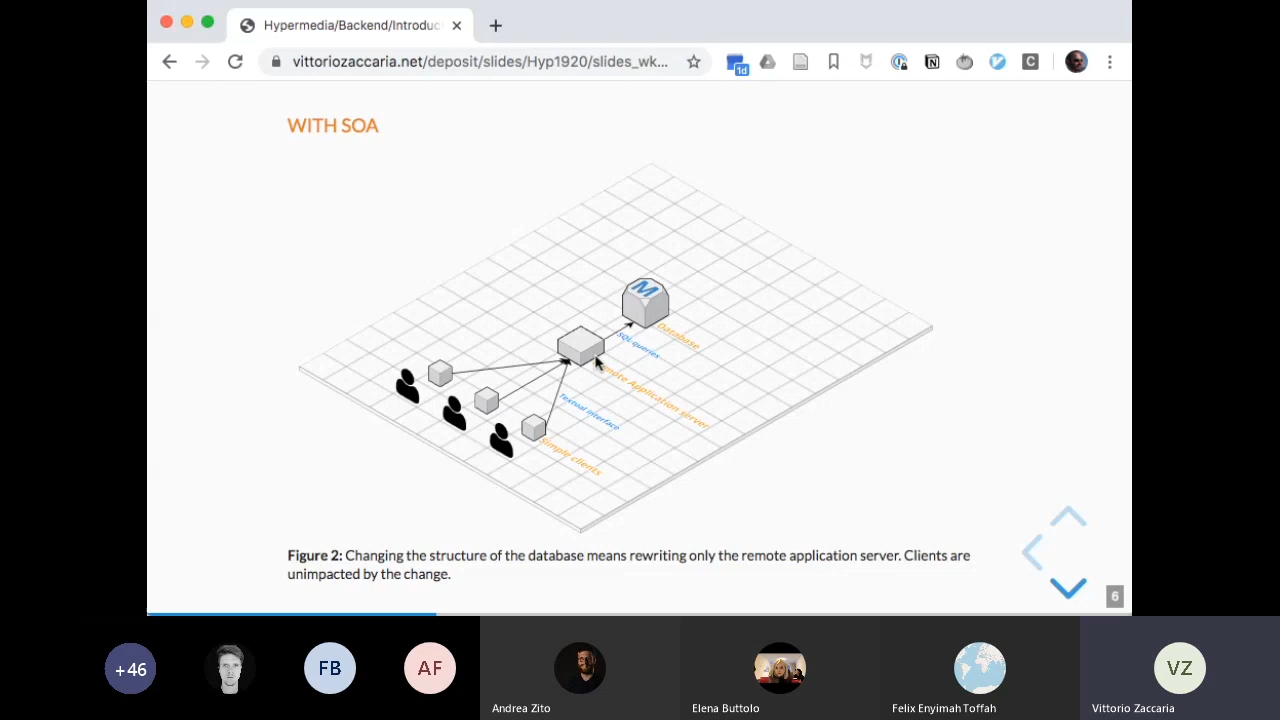 Hypermedia/Backend/Introduc
vittoriozaccaria.net/deposit/slides/Hyp1920/slides_wk...
1d
N
C
WITH SOA
M
Database
SQL queries
mote Application server
Textual interface
Simple clients
Figure 2: Changing the structure of the database means rewriting only the remote application server. Clients are
unimpacted by the change.
6
+46
FB
AF
VZ
Andrea Zito
Elena Buttolo
Felix Enyimah Toffah
Vittorio Zaccaria